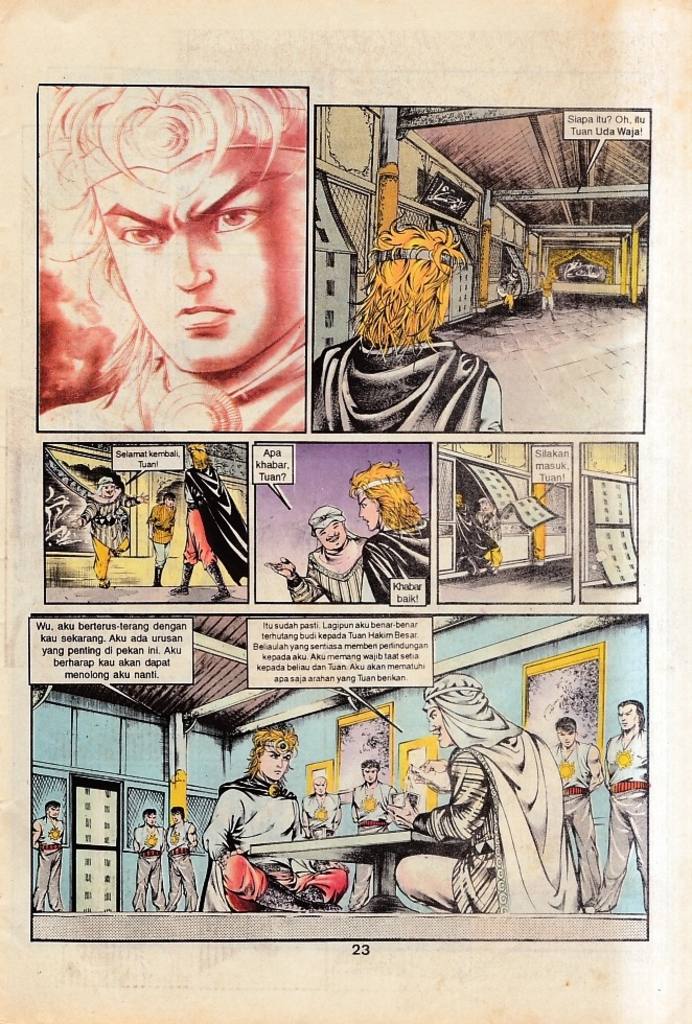 Siapa itu? Oh, itu
Tuan Uda Waja!
Selamat kembali,
Tuan!
Apa
khabar,
Tuan?
Khabar
baik!
Silakan
masuk,
Tuan!
Wu, aku berterus-terang dengan
kau sekarang. Aku ada urusan
yang penting di pekan ini. Aku
berharap kau akan dapat
menolong aku nanti.
Itu sudah pasti. Lagipun aku benar-benar
terhutang budi kepada Tuan Hakim Besar.
Beliaulah yang sentiasa memberi perlindungan
kepada aku. Aku memang wajib taat setia
kepada beliau dan Tuan. Aku akan mematuhi
apa saja arahan yang Tuan berikan.
23